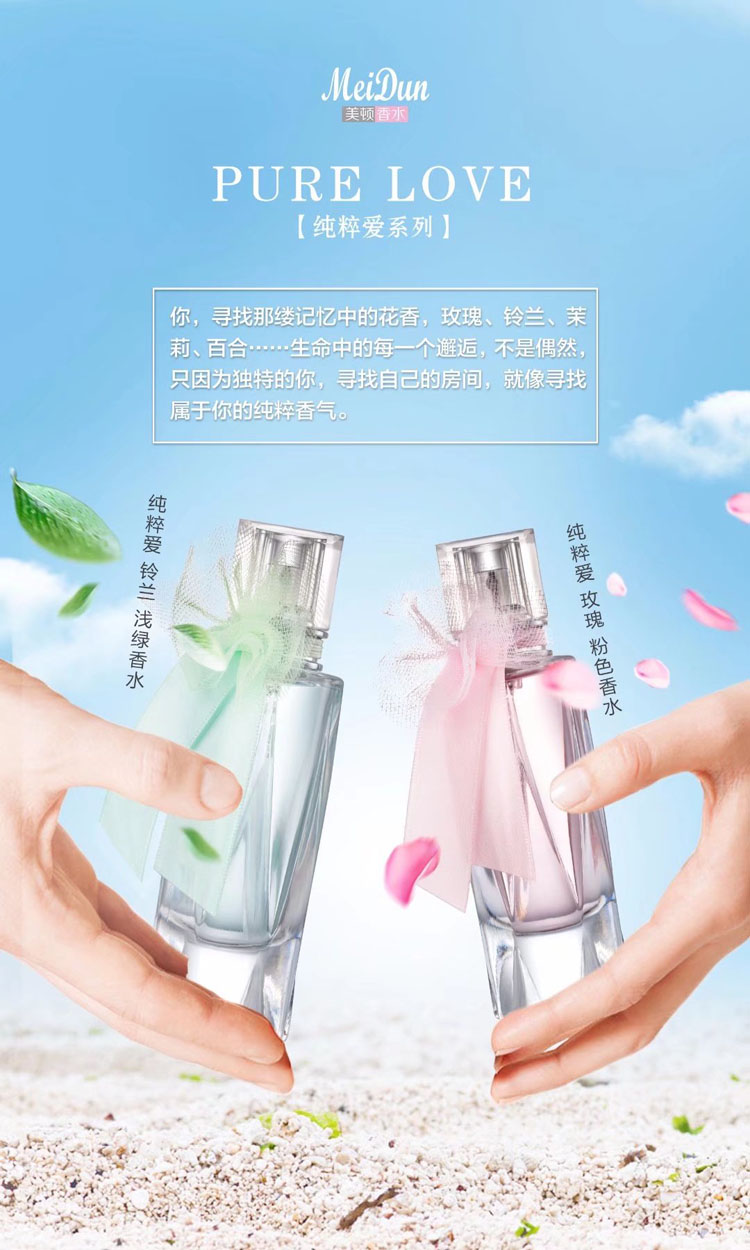 MeiDun
美顿香水
PURE LOVE
【纯粹爱系列】
你，寻找那缕记忆中的花香，玫瑰、铃兰、茉
莉、百合……生命中的每一个邂逅，不是偶然，
只因为独特的你，寻找自己的房间，就像寻找
属于你的纯粹香气。
纯粹爱 铃兰 浅绿香水
纯粹爱 玫瑰 粉色香水